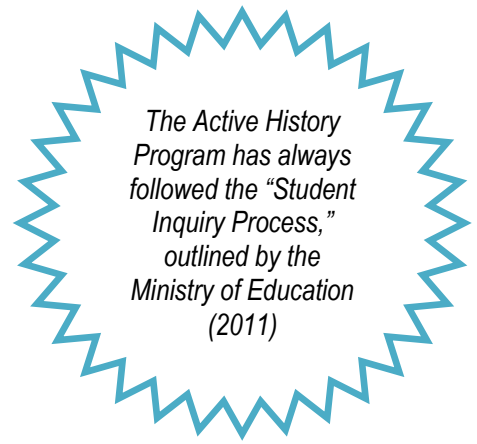 The Active History
Program has always
followed the “Student
Inquiry Process,”
outlined by the
Ministry of Education
(2011)